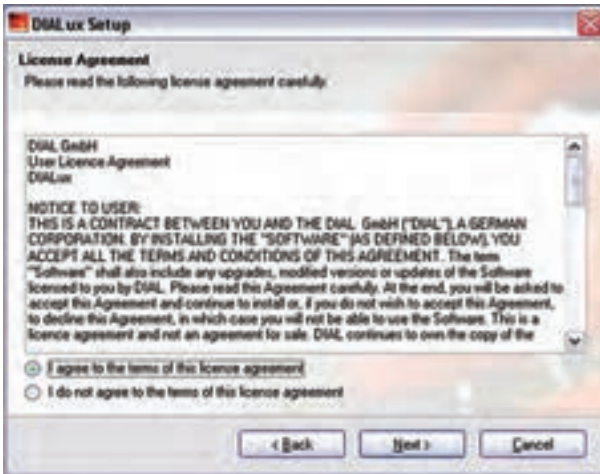 DIALux Setup
License Agreement
Please read the following license agreement carefully.
DIAL GmbH
User Licence Agreement
DIALux
NOTICE TO USER:
THIS IS A CONTRACT BETWEEN YOU AND THE DIAL GmbH ("DIAL"), A GERMAN
CORPORATION. BY INSTALLING THE "SOFTWARE" (AS DEFINED BELOW), YOU
ACCEPT ALL THE TERMS AND CONDITIONS OF THIS AGREEMENT. The term
"Software" shall also include any upgrades, modified versions or updates of the Software
licensed to you by DIAL. Please read this Agreement carefully. At the end, you will be asked to
accept this Agreement and continue to install or, if you do not wish to accept this Agreement,
to decline this Agreement, in which case you will not be able to use the Software. This is a
licence agreement and not an agreement for sale. DIAL continues to own the copy of the
I agree to the terms of this license agreement
I do not agree to the terms of this license agreement
< Back
Next >
Cancel